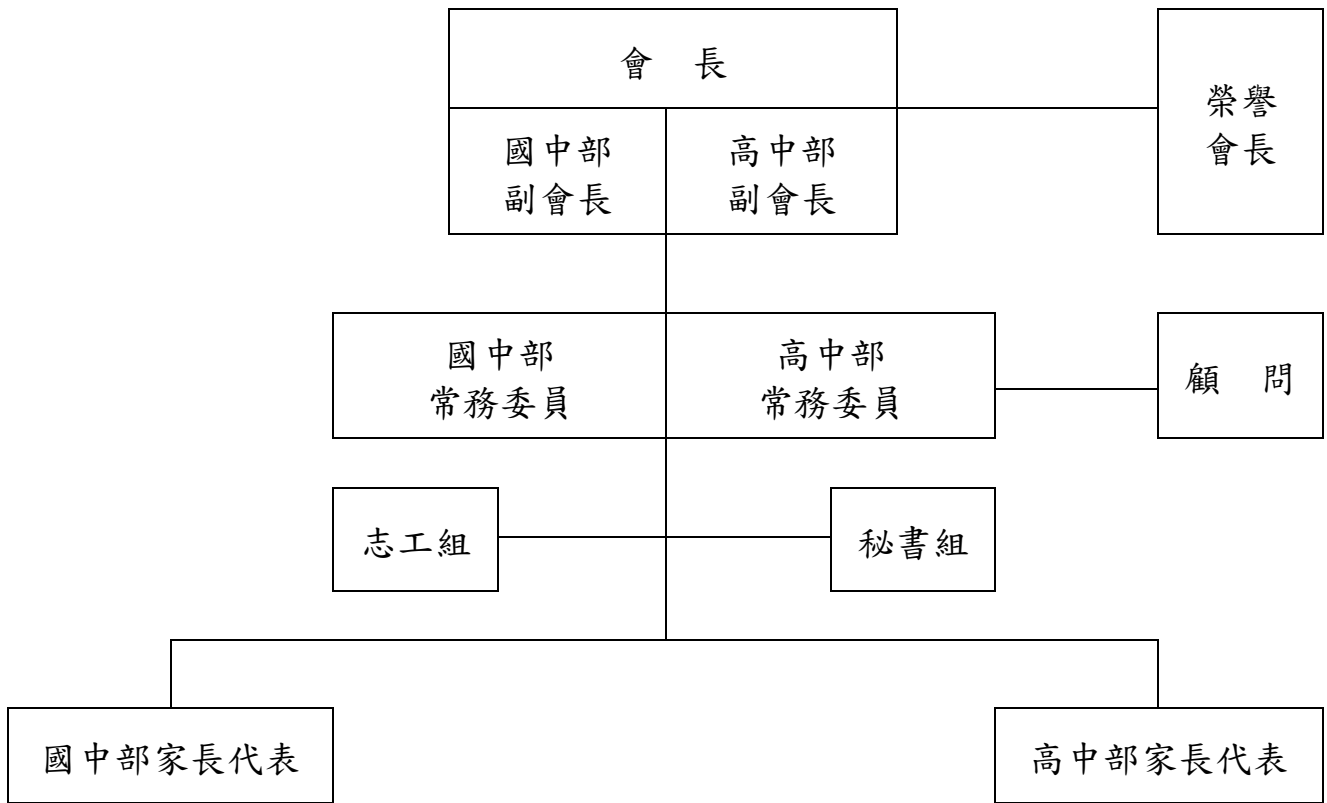 會　長
榮譽
會長
國中部
副會長
高中部
副會長
國中部
常務委員
高中部
常務委員
顧　問
志工組
秘書組
國中部家長代表
高中部家長代表